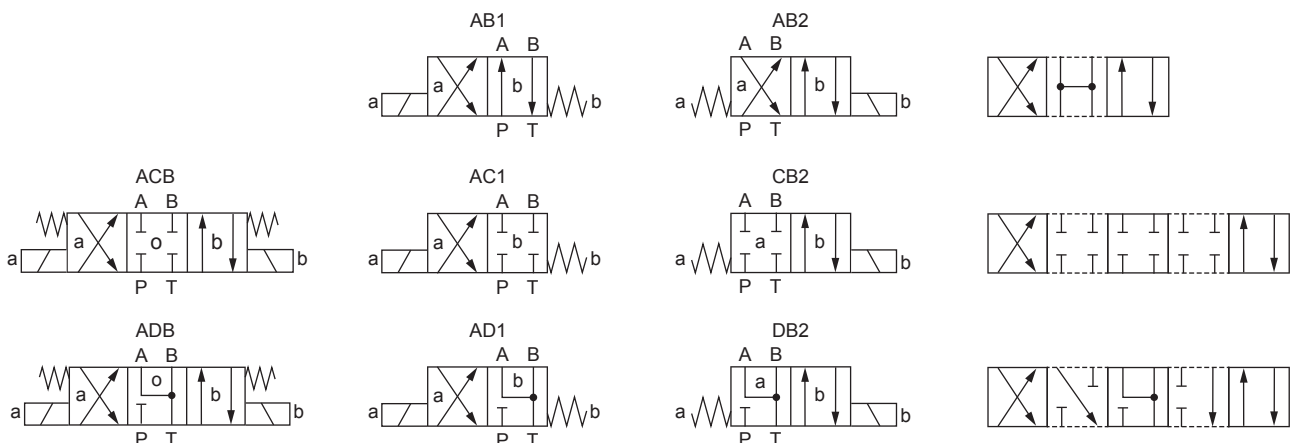 AB1 AB2
A B A B
a a b b a a b b
P T P T
ACB AC1 CB2
A B A B A B
a a o b b a a b b a a b b
P T P T P T
ADB AD1 DB2
A B A B A B
a a o b b a a b b a a b b
P T P T P T